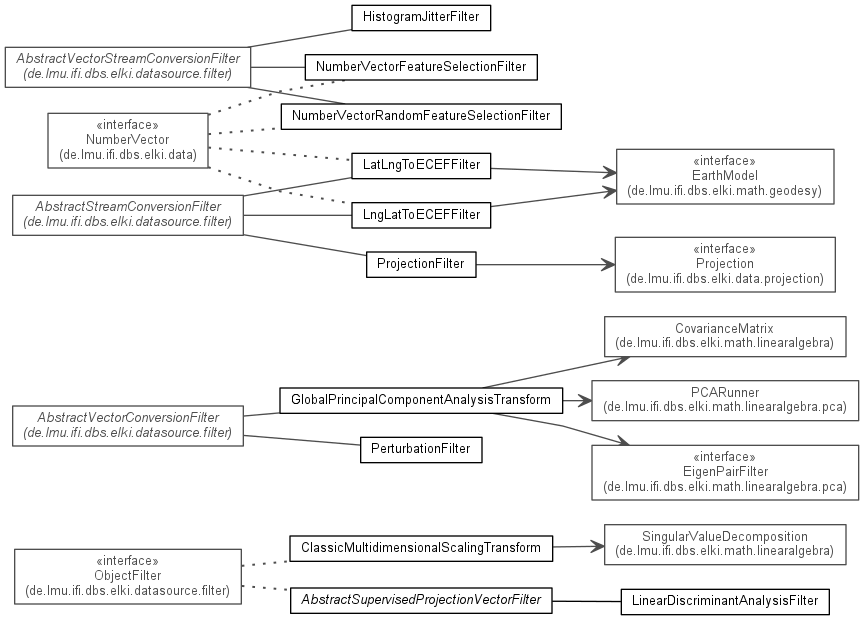 HistogramJitterFilter
AbstractVectorStreamConversionFilter
(de.lmu.ifi.dbs.elki.datasource.filter)
NumberVectorFeatureSelectionFilter
NumberVectorRandomFeatureSelectionFilter
«interface»
NumberVector
(de.lmu.ifi.dbs.elki.data)
LatLngToECEFFilter
«interface»
EarthModel
(de.lmu.ifi.dbs.elki.math.geodesy)
AbstractStreamConversionFilter
(de.lmu.ifi.dbs.elki.datasource.filter)
LngLatToECEFFilter
ProjectionFilter
«interface»
Projection
(de.lmu.ifi.dbs.elki.data.projection)
CovarianceMatrix
(de.lmu.ifi.dbs.elki.math.linearalgebra)
GlobalPrincipalComponentAnalysisTransform
PCARunner
(de.lmu.ifi.dbs.elki.math.linearalgebra.pca)
AbstractVectorConversionFilter
(de.lmu.ifi.dbs.elki.datasource.filter)
PerturbationFilter
«interface»
EigenPairFilter
(de.lmu.ifi.dbs.elki.math.linearalgebra.pca)
ClassicMultidimensionalScalingTransform
SingularValueDecomposition
(de.lmu.ifi.dbs.elki.math.linearalgebra)
«interface»
ObjectFilter
(de.lmu.ifi.dbs.elki.datasource.filter)
AbstractSupervisedProjectionVectorFilter
LinearDiscriminantAnalysisFilter